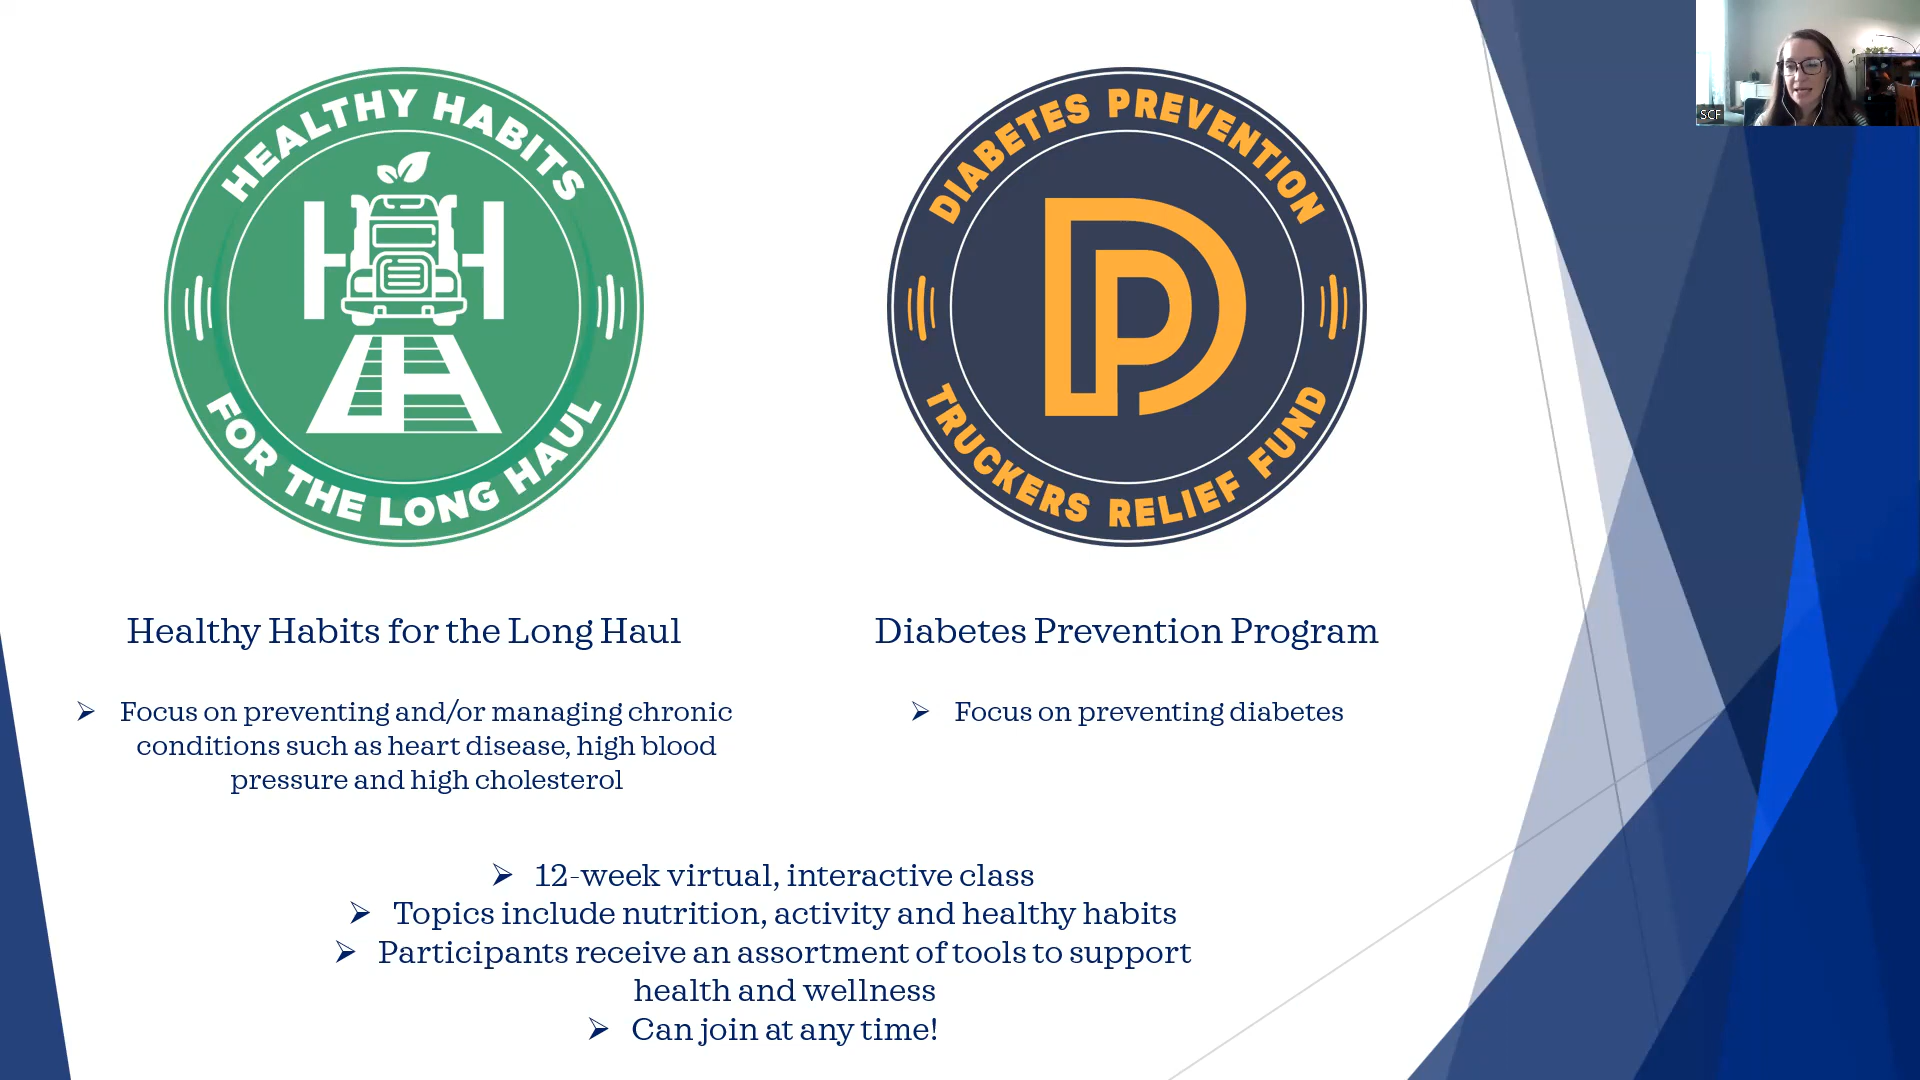 HEALTHY HABITS
FOR THE LONG HAUL
DIABETES PREVENTION
DP
TRUCKERS RELIEF FUND
SCF
Healthy Habits for the Long Haul
Focus on preventing and/or managing chronic
conditions such as heart disease, high blood
pressure and high cholesterol
Diabetes Prevention Program
Focus on preventing diabetes
12-week virtual, interactive class
Topics include nutrition, activity and healthy habits
Participants receive an assortment of tools to support
health and wellness
Can join at any time!